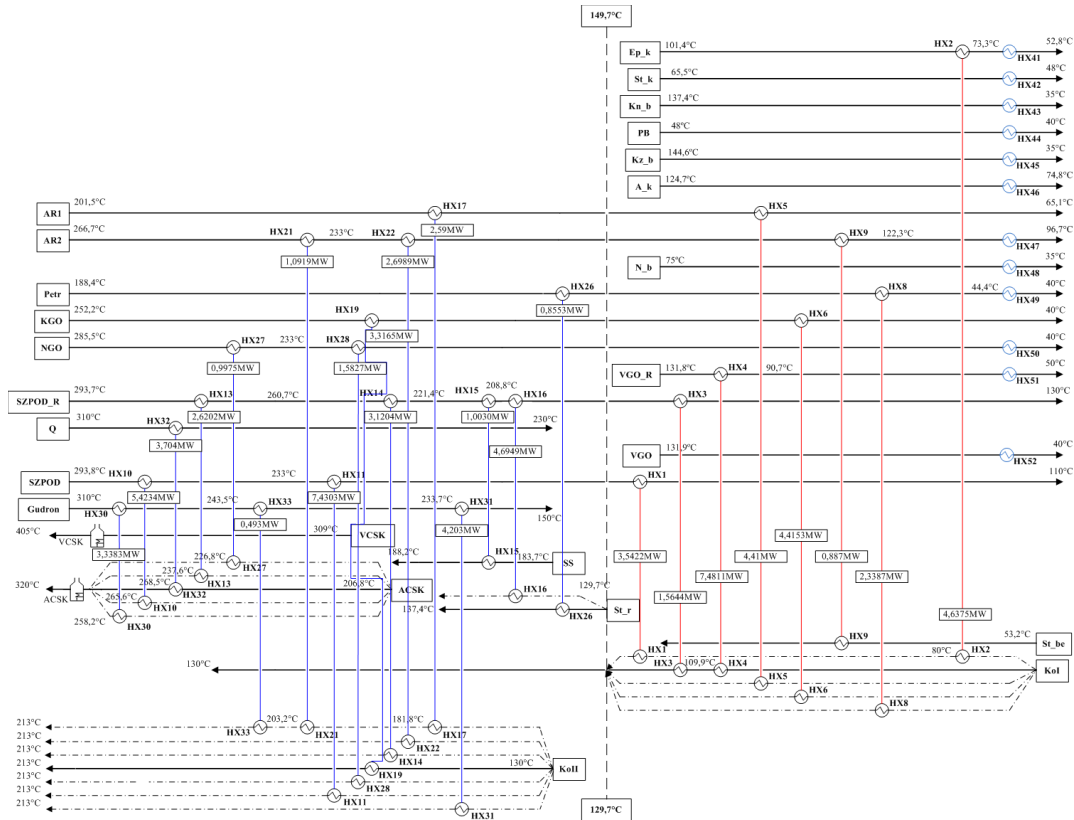 149,7°C
Ep_k 101,4°C HX2 73,3°C HX41 52,8°C
St_k 65,5°C HX42 48°C
Kn_b 137,4°C HX43 35°C
PB 48°C HX44 40°C
Kz_b 144,6°C HX45 35°C
A_k 124,7°C HX46 74,8°C
AR1 201,5°C HX17 HX5 65,1°C
2,59MW
AR2 266,7°C HX21 233°C HX22 HX9 122,3°C HX47 96,7°C
1,0919MW 2,6989MW
N_b 75°C HX48 35°C
Petr 188,4°C HX26 HX8 44,4°C HX49 40°C
0,8553MW
KGO 252,2°C HX19 HX6 40°C
3,3165MW
NGO 285,5°C HX27 233°C HX28 HX50 40°C
0,9975MW 1,5827MW
VGO_R 131,8°C HX4 90,7°C HX51 50°C
SZPOD_R 293,7°C HX13 260,7°C HX14 221,4°C HX15 208,8°C HX16 HX3 130°C
2,6202MW 3,1204MW 1,0030MW
Q 310°C HX32 230°C
3,704MW 4,6949MW
VGO 131,9°C HX52 40°C
SZPOD 293,8°C HX10 233°C HX11 HX1 110°C
5,4234MW 7,4303MW
Gudron 310°C HX30 243,5°C HX33 233,7°C HX31 150°C
0,493MW 4,203MW
405°C VCSK 309°C VCSK
3,3383MW
3,5422MW 7,4811MW 4,41MW 4,4153MW 0,887MW 2,3387MW
226,8°C HX27 188,2°C HX15 183,7°C SS
237,6°C HX13
320°C ACSK 268,5°C HX32 206,8°C ACSK
265,6°C HX10 HX16 129,7°C
1,5644MW
258,2°C HX30 137,4°C HX26 St_r
4,6375MW
HX9 53,2°C St_be
HX1 80°C HX2
130°C HX3 109,9°C HX4 KoI
HX5
HX6
HX8
213°C HX33 203,2°C HX21 181,8°C HX17
213°C HX22
213°C HX14
213°C HX19 130°C KoII
213°C HX28
213°C HX11
213°C HX31
129,7°C